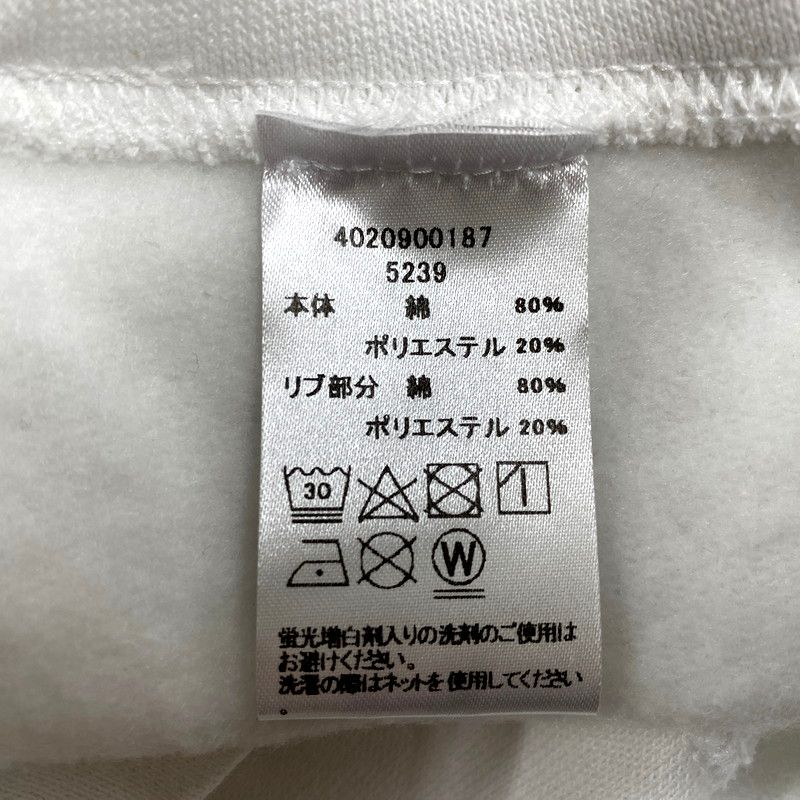 4020900187
5239
本体 綿 80%
ポリエステル 20%
リブ部分 綿 80%
ポリエステル 20%
30
W
蛍光増白剤入りの洗剤のご使用は
お避けください。
洗濯の際はネットを使用してください
。